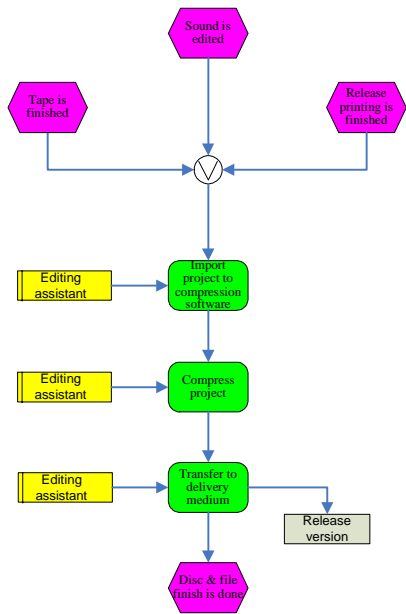 Sound is
edited
Tape is
finished
Release
printing is
finished
Import
project to
compression
software
Editing
assistant
Compress
project
Editing
assistant
Transfer to
delivery
medium
Editing
assistant
Release
version
Disc & file
finish is done